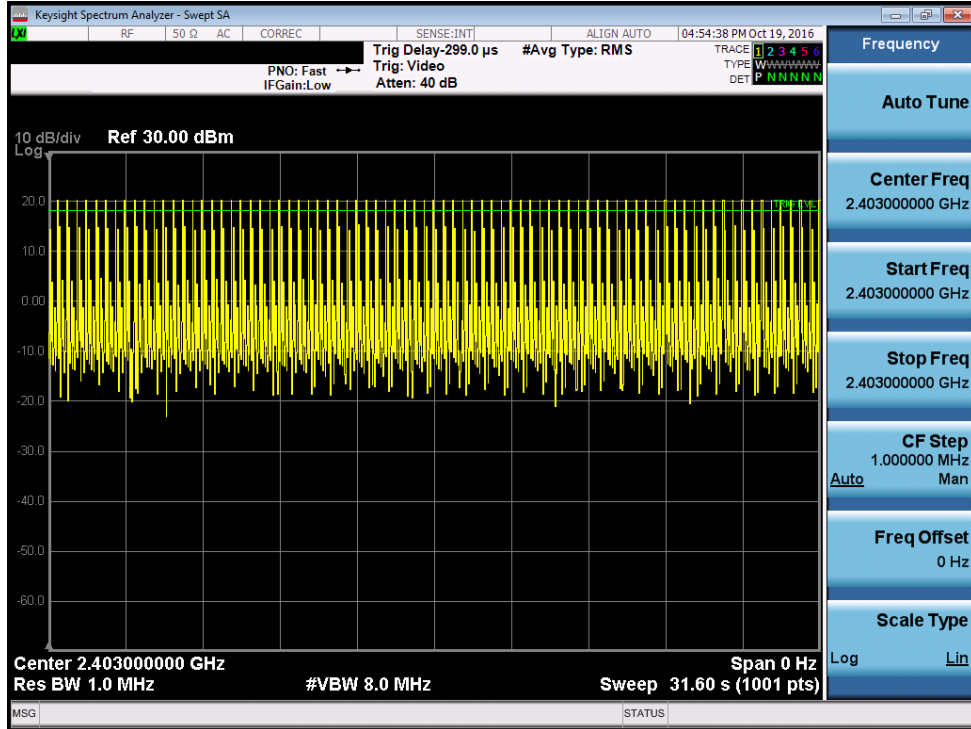 Keysight Spectrum Analyzer - Swept SA
LXI RF 50 Ω AC CORREC SENSE:INT ALIGN AUTO 04:54:38 PM Oct 19, 2016
Trig Delay-299.0 µs #Avg Type: RMS TRACE 1 2 3 4 5 6
PNO: Fast Trig: Video TYPE WWWWWW
IFGain:Low Atten: 40 dB DET P N N N N N
10 dB/div Ref 30.00 dBm
Log
20.0
TRIG LVL
10.0
0.00
-10.0
-20.0
-30.0
-40.0
-50.0
-60.0
Center 2.403000000 GHz Span 0 Hz
Res BW 1.0 MHz #VBW 8.0 MHz Sweep 31.60 s (1001 pts)
MSG STATUS
Frequency
Auto Tune
Center Freq
2.403000000 GHz
Start Freq
2.403000000 GHz
Stop Freq
2.403000000 GHz
CF Step
1.000000 MHz
Auto Man
Freq Offset
0 Hz
Scale Type
Log Lin